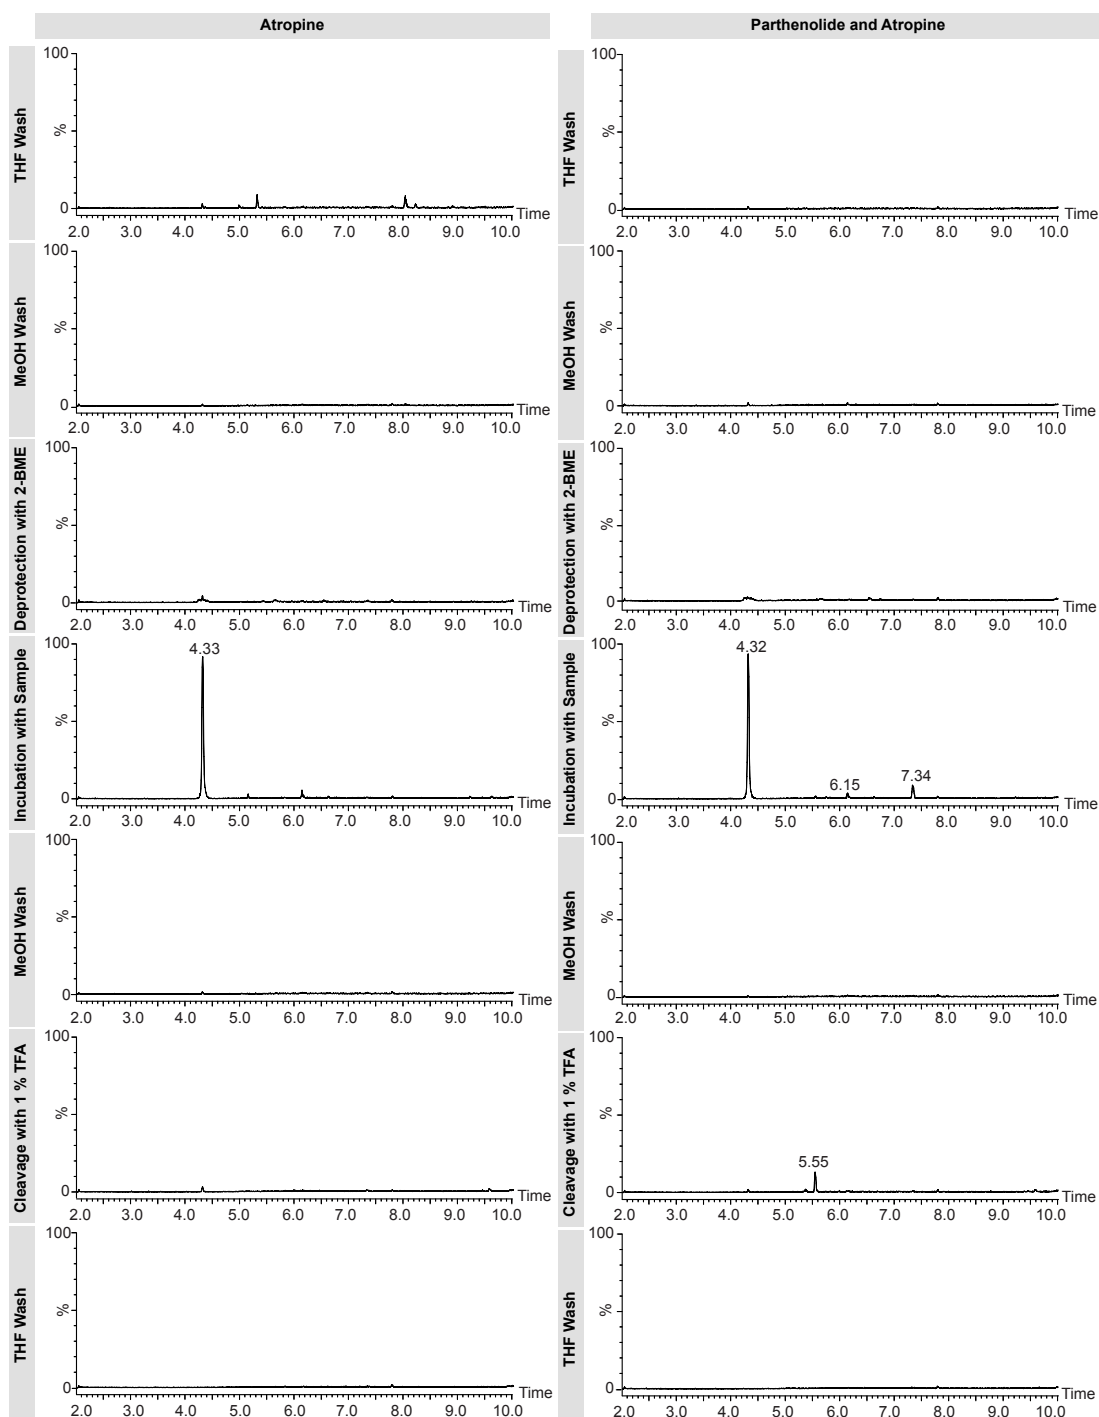 Atropine
Parthenolide and Atropine
THF Wash
100
%
0
2.0 3.0 4.0 5.0 6.0 7.0 8.0 9.0 10.0
Time
THF Wash
100
%
0
2.0 3.0 4.0 5.0 6.0 7.0 8.0 9.0 10.0
Time
MeOH Wash
100
%
0
2.0 3.0 4.0 5.0 6.0 7.0 8.0 9.0 10.0
Time
MeOH Wash
100
%
0
2.0 3.0 4.0 5.0 6.0 7.0 8.0 9.0 10.0
Time
Deprotection with 2-BME
100
%
0
2.0 3.0 4.0 5.0 6.0 7.0 8.0 9.0 10.0
Time
Deprotection with 2-BME
100
%
0
2.0 3.0 4.0 5.0 6.0 7.0 8.0 9.0 10.0
Time
Incubation with Sample
100
%
0
4.33
2.0 3.0 4.0 5.0 6.0 7.0 8.0 9.0 10.0
Time
Incubation with Sample
100
%
0
4.32
6.15
7.34
2.0 3.0 4.0 5.0 6.0 7.0 8.0 9.0 10.0
Time
MeOH Wash
100
%
0
2.0 3.0 4.0 5.0 6.0 7.0 8.0 9.0 10.0
Time
MeOH Wash
100
%
0
2.0 3.0 4.0 5.0 6.0 7.0 8.0 9.0 10.0
Time
Cleavage with 1 % TFA
100
%
0
2.0 3.0 4.0 5.0 6.0 7.0 8.0 9.0 10.0
Time
Cleavage with 1 % TFA
100
%
0
5.55
2.0 3.0 4.0 5.0 6.0 7.0 8.0 9.0 10.0
Time
THF Wash
100
%
0
2.0 3.0 4.0 5.0 6.0 7.0 8.0 9.0 10.0
Time
THF Wash
100
%
0
2.0 3.0 4.0 5.0 6.0 7.0 8.0 9.0 10.0
Time